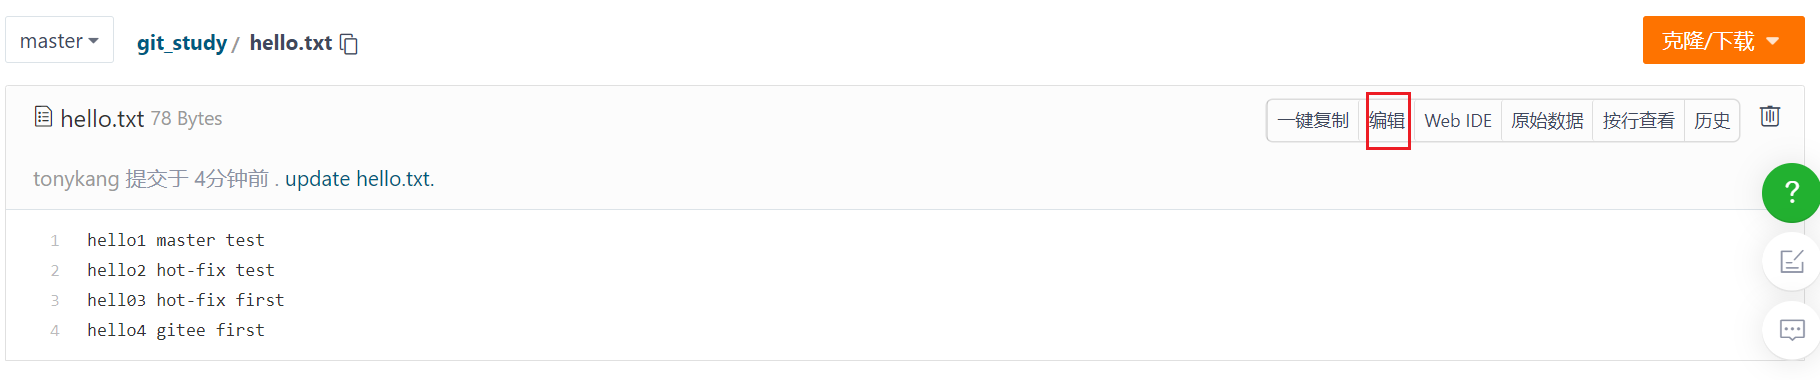 master
git_study / hello.txt
克隆/下载
hello.txt 78 Bytes
一键复制 编辑 Web IDE 原始数据 按行查看 历史
tonykang 提交于 4分钟前 . update hello.txt.
?
1 hello1 master test
2 hello2 hot-fix test
3 hell03 hot-fix first
4 hello4 gitee first